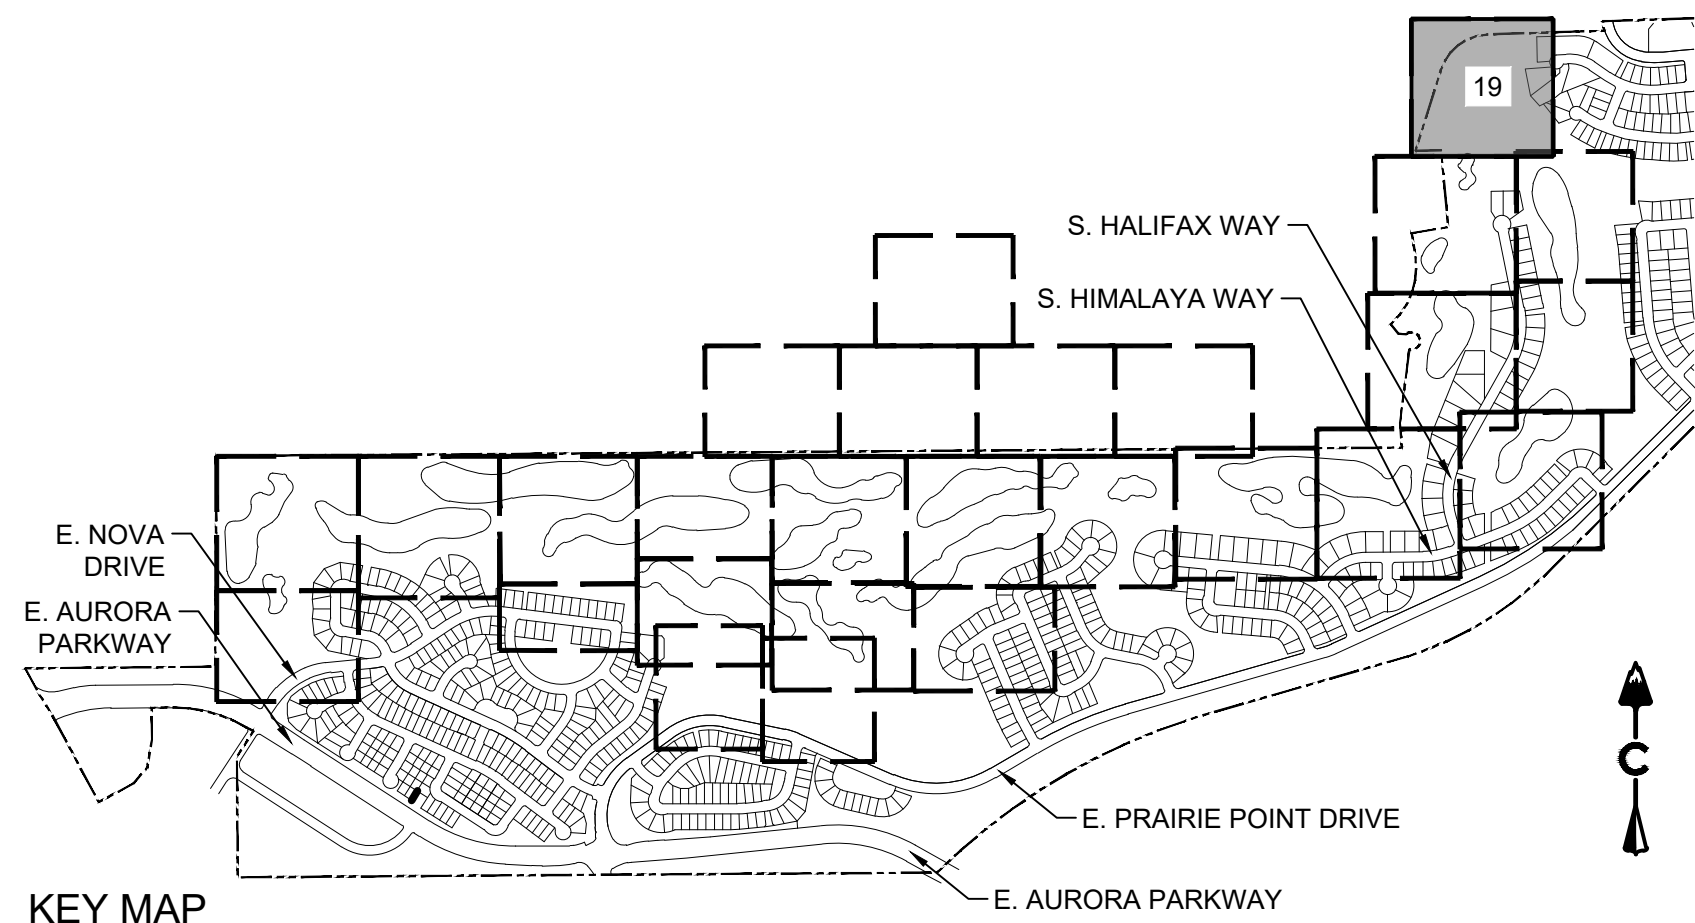 19
S. HALIFAX WAY
S. HIMALAYA WAY
E. NOVA
DRIVE
E. AURORA
PARKWAY
E. PRAIRIE POINT DRIVE
E. AURORA PARKWAY
KEY MAP